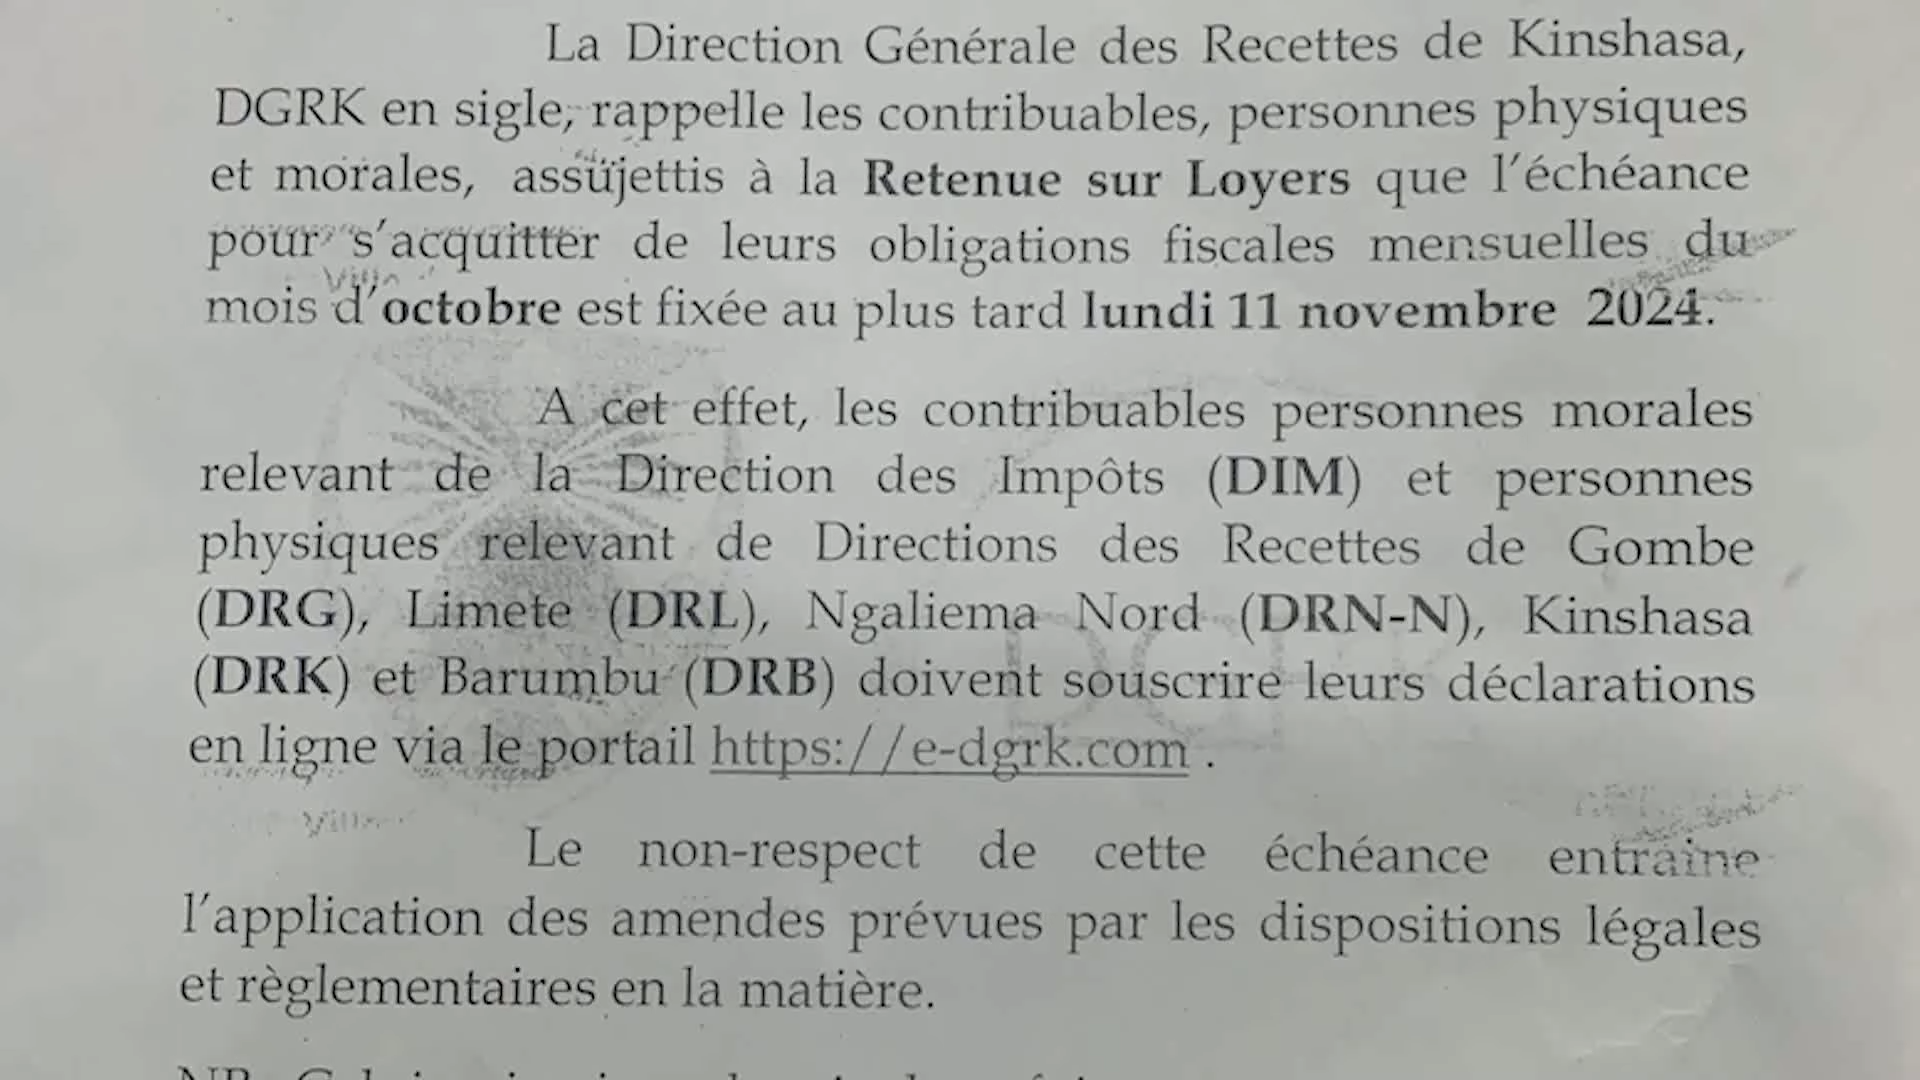 La Direction Générale des Recettes de Kinshasa,
DGRK en sigle, rappelle les contribuables, personnes physiques
et morales, assujettis à la Retenue sur Loyers que l'échéance
pour s'acquitter de leurs obligations fiscales mensuelles du
mois d'octobre est fixée au plus tard lundi 11 novembre 2024.
A cet effet, les contribuables personnes morales
relevant de la Direction des Impôts (DIM) et personnes
physiques relevant de Directions des Recettes de Gombe
(DRG), Limete (DRL), Ngaliema Nord (DRN-N), Kinshasa
(DRK) et Barumbu (DRB) doivent souscrire leurs déclarations
en ligne via le portail https://e-dgrk.com .
Le non-respect de cette échéance entraine
l'application des amendes prévues par les dispositions légales
et règlementaires en la matière.